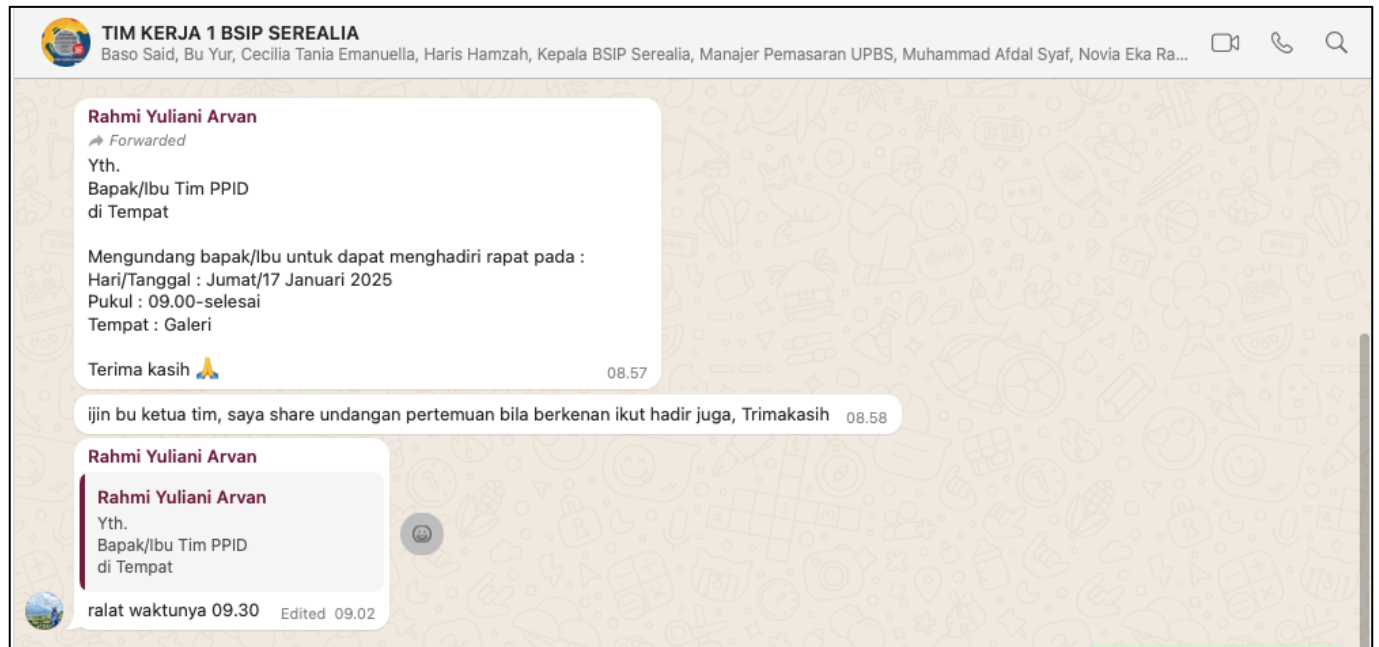 TIM KERJA 1 BSIP SEREALIA
Baso Said, Bu Yur, Cecilia Tania Emanuella, Haris Hamzah, Kepala BSIP Serealia, Manajer Pemasaran UPBS, Muhammad Afdal Syaf, Novia Eka Ra...
Rahmi Yuliani Arvan
Forwarded
Yth.
Bapak/Ibu Tim PPID
di Tempat
Mengundang bapak/Ibu untuk dapat menghadiri rapat pada :
Hari/Tanggal : Jumat/17 Januari 2025
Pukul : 09.00-selesai
Tempat : Galeri
Terima kasih 🙏
08.57
ijin bu ketua tim, saya share undangan pertemuan bila berkenan ikut hadir juga, Trimakasih 08.58
Rahmi Yuliani Arvan
Rahmi Yuliani Arvan
Yth.
Bapak/Ibu Tim PPID
di Tempat
ralat waktunya 09.30 Edited 09.02